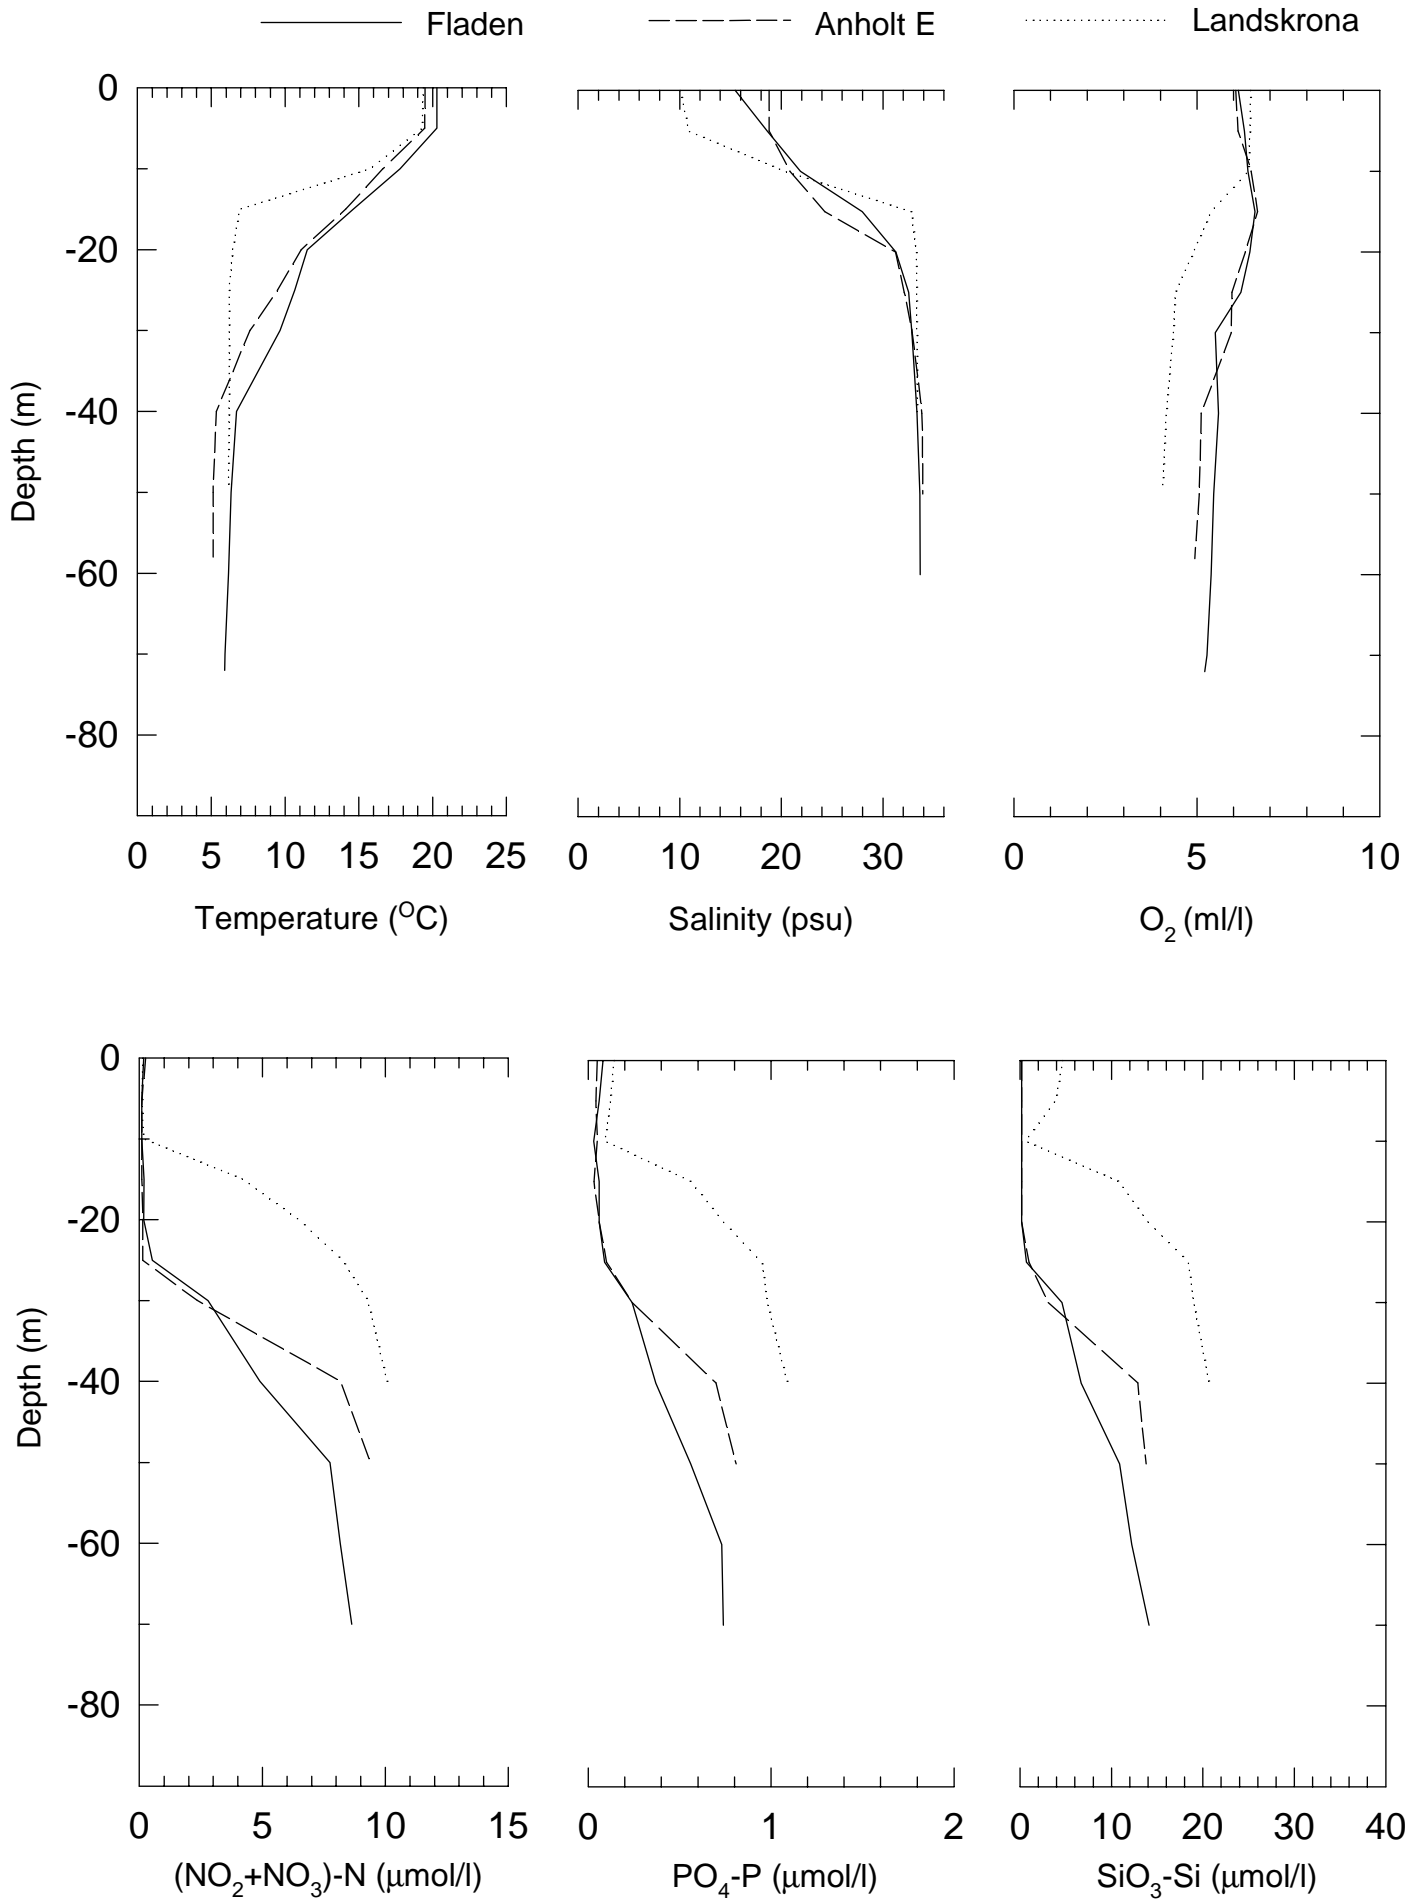 Fladen Anholt E Landskrona
0
-20
-40
-60
-80
Depth (m)
0 5 10 15 20 25 0 10 20 30 0 5 10
Temperature (°C) Salinity (psu) O₂ (ml/l)
0
-20
-40
-60
-80
Depth (m)
0 5 10 15 0 1 2 0 10 20 30 40
(NO₂+NO₃)-N (μmol/l) PO₄-P (μmol/l) SiO₃-Si (μmol/l)